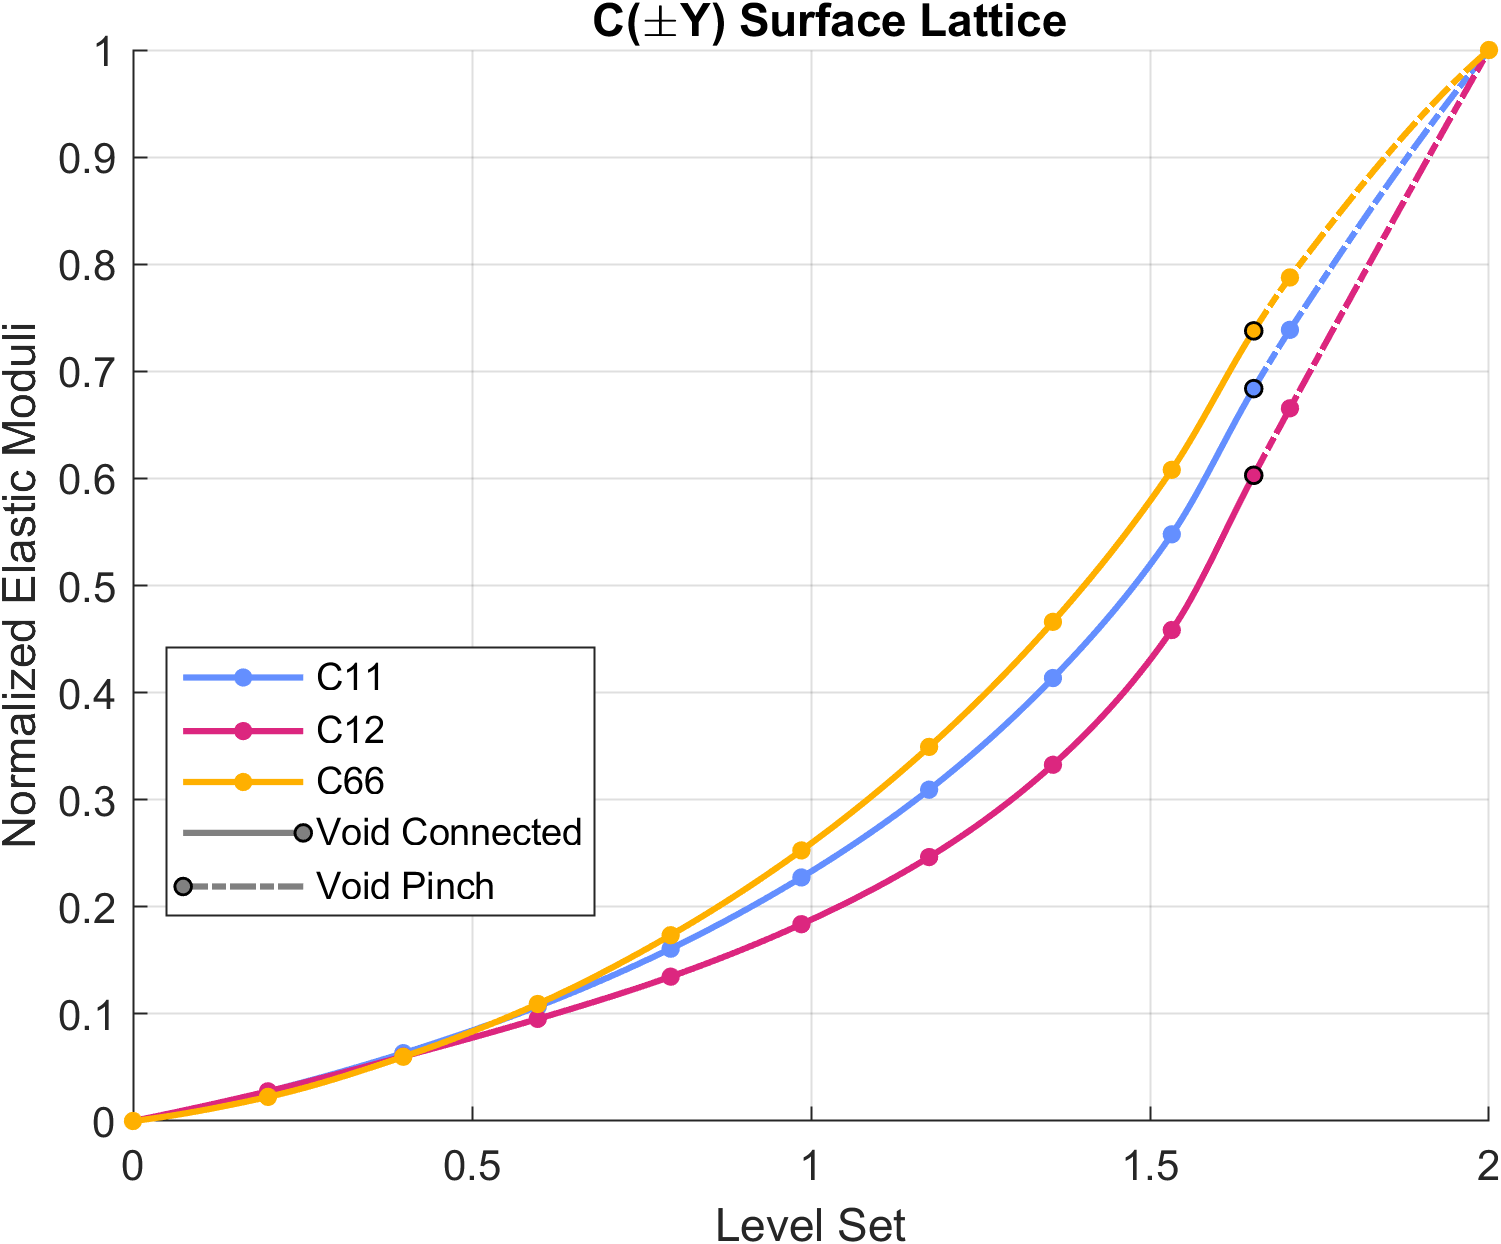 C(±Y) Surface Lattice
Normalized Elastic Moduli
1
0.9
0.8
0.7
0.6
0.5
0.4
0.3
0.2
0.1
0
C11
C12
C66
Void Connected
Void Pinch
0 0.5 1 1.5 2
Level Set